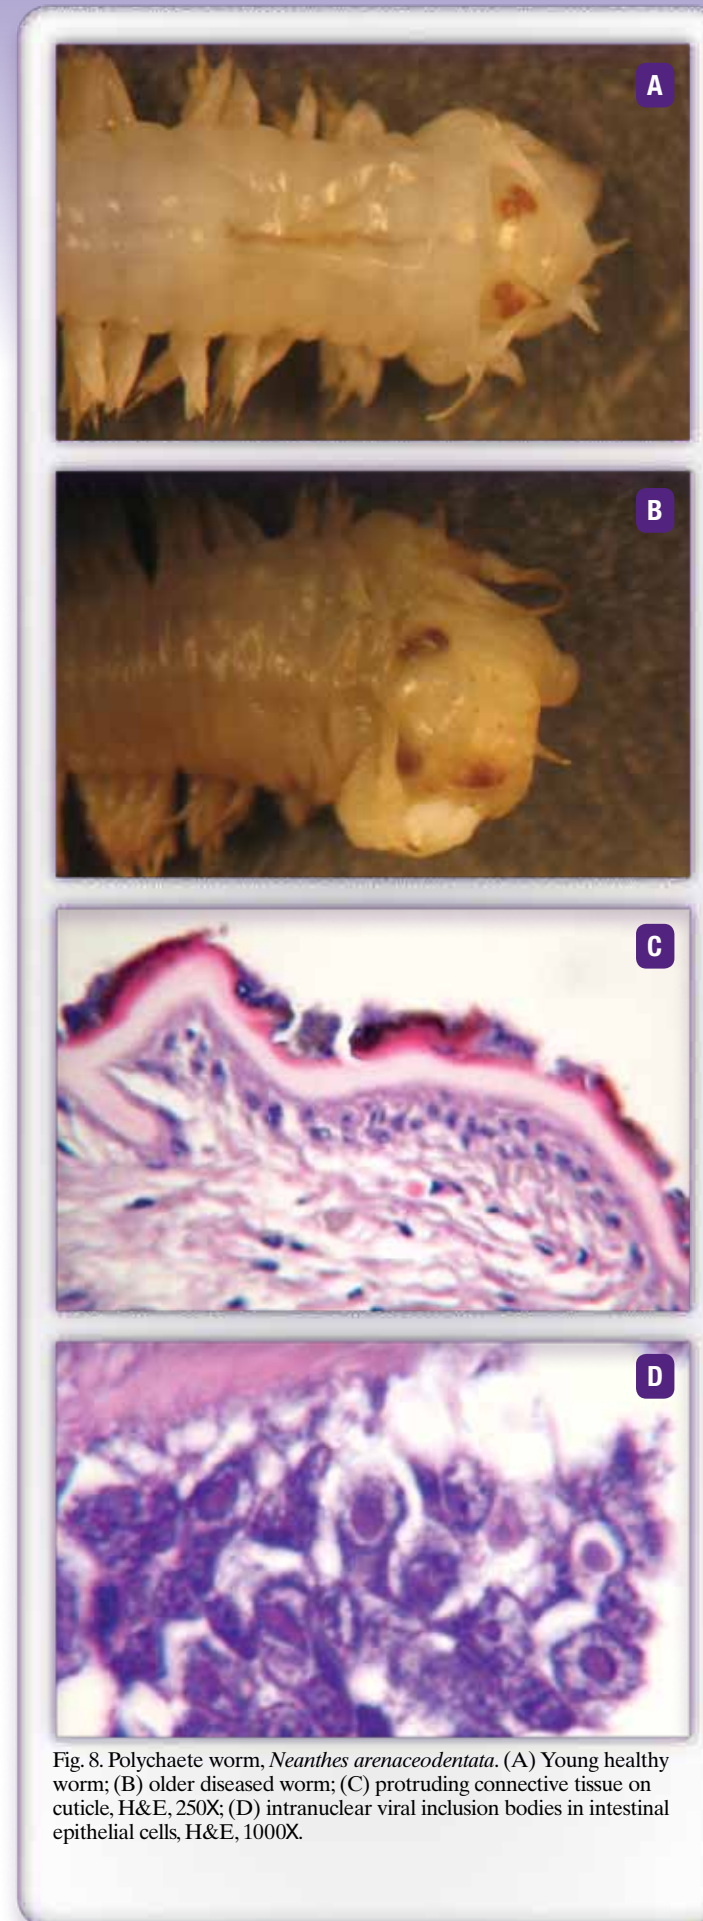 A
B
C
D
Fig. 8. Polychaete worm, Neanthes arenaceodentata. (A) Young healthy
worm; (B) older diseased worm; (C) protruding connective tissue on
cuticle, H&E, 250X; (D) intranuclear viral inclusion bodies in intestinal
epithelial cells, H&E, 1000X.